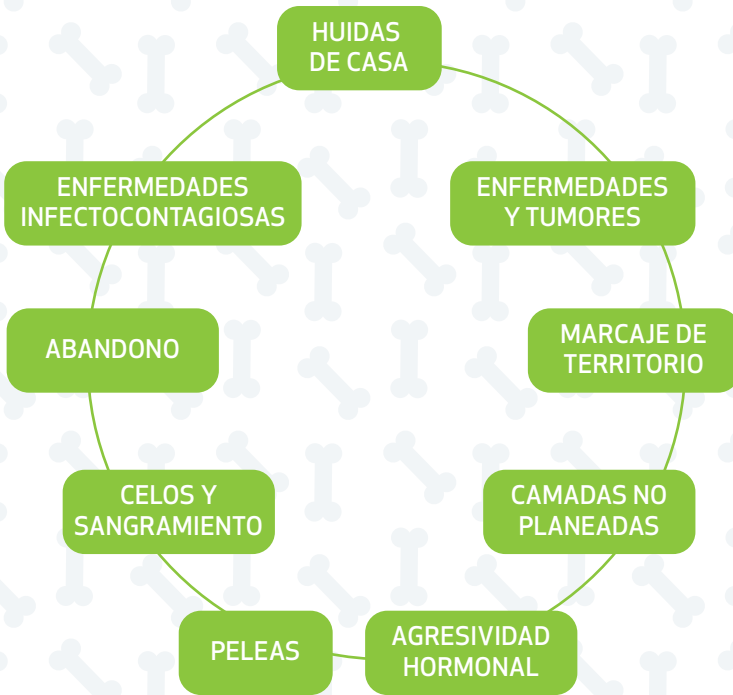 HUIDAS
DE CASA
ENFERMEDADES
INFECTOCONTAGIOSAS
ENFERMEDADES
Y TUMORES
ABANDONO
MARCAJE DE
TERRITORIO
CELOS Y
SANGRAMIENTO
CAMADAS NO
PLANEADAS
PELEAS
AGRESIVIDAD
HORMONAL